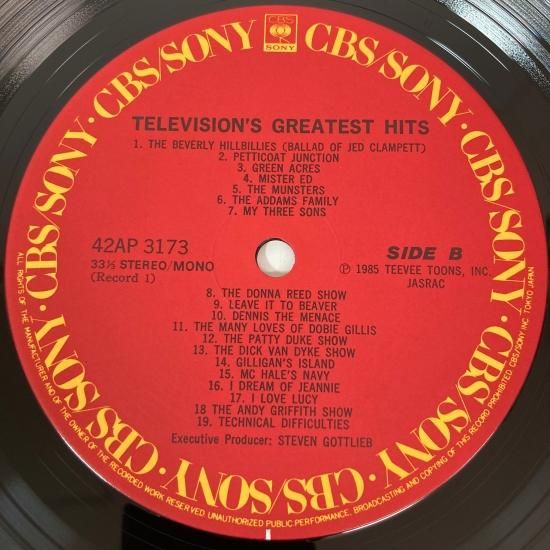 CBS/SONY · CBS/SONY · CBS/SONY · CBS/SONY · CBS/SONY · CBS/SONY · CBS/SONY · CBS/SONY
CBS
SONY
TELEVISION'S GREATEST HITS
1. THE BEVERLY HILLBILLIES (BALLAD OF JED CLAMPETT)
2. PETTICOAT JUNCTION
3. GREEN ACRES
4. MISTER ED
5. THE MUNSTERS
6. THE ADDAMS FAMILY
7. MY THREE SONS
42AP 3173
33⅓ STEREO/MONO
(Record 1)
SIDE B
Ⓟ 1985 TEEVEE TOONS, INC.
JASRAC
8. THE DONNA REED SHOW
9. LEAVE IT TO BEAVER
10. DENNIS THE MENACE
11. THE MANY LOVES OF DOBIE GILLIS
12. THE PATTY DUKE SHOW
13. THE DICK VAN DYKE SHOW
14. GILLIGAN'S ISLAND
15. MC HALE'S NAVY
16. I DREAM OF JEANNIE
17. I LOVE LUCY
18 THE ANDY GRIFFITH SHOW
19. TECHNICAL DIFFICULTIES
Executive Producer: STEVEN GOTTLIEB
ALL RIGHTS OF THE MANUFACTURER AND OF THE OWNER OF THE RECORDED WORK RESERVED. UNAUTHORIZED PUBLIC PERFORMANCE, BROADCASTING AND COPYING OF THIS RECORD PROHIBITED. CBS/SONY INC. TOKYO JAPAN.